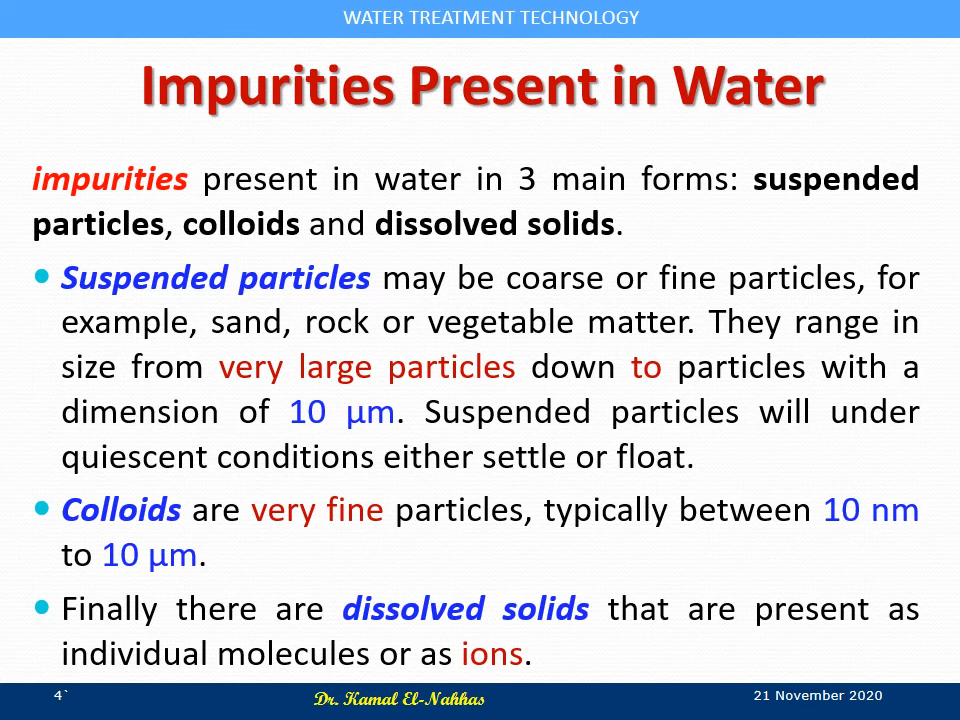 WATER TREATMENT TECHNOLOGY
Impurities Present in Water
impurities present in water in 3 main forms: suspended
particles, colloids and dissolved solids.
• Suspended particles may be coarse or fine particles, for
example, sand, rock or vegetable matter. They range in
size from very large particles down to particles with a
dimension of 10 µm. Suspended particles will under
quiescent conditions either settle or float.
• Colloids are very fine particles, typically between 10 nm
to 10 µm.
• Finally there are dissolved solids that are present as
individual molecules or as ions.
4` Dr. Kamal El-Nahhas 21 November 2020